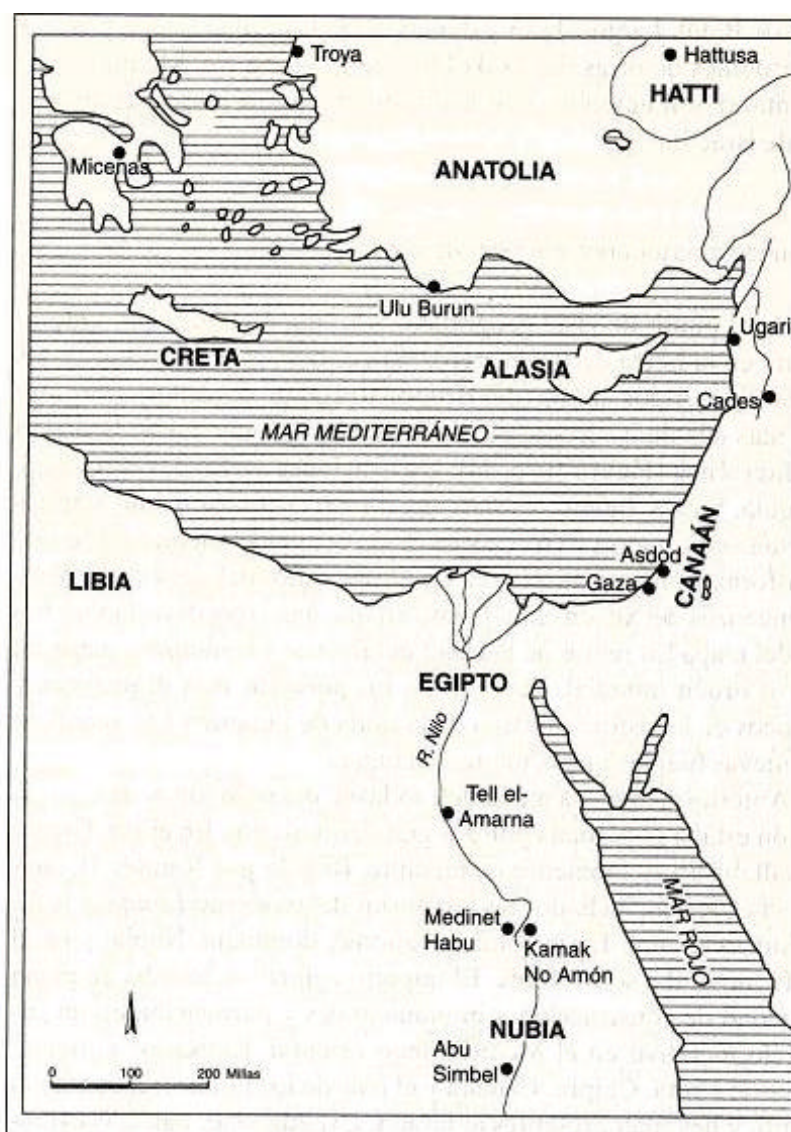 Troya
Hattusa
HATTI
Micenas
ANATOLIA
Ulu Burun
Ugari
CRETA
ALASIA
Cades
MAR MEDITERRÁNEO
CANAÁN
Asdod
Gaza
LIBIA
EGIPTO
R. Nilo
Tell el-
Amarna
MAR ROJO
Medinet
Habu
Karnak
No Amón
NUBIA
Abu
Simbel
0 100 200 Millas